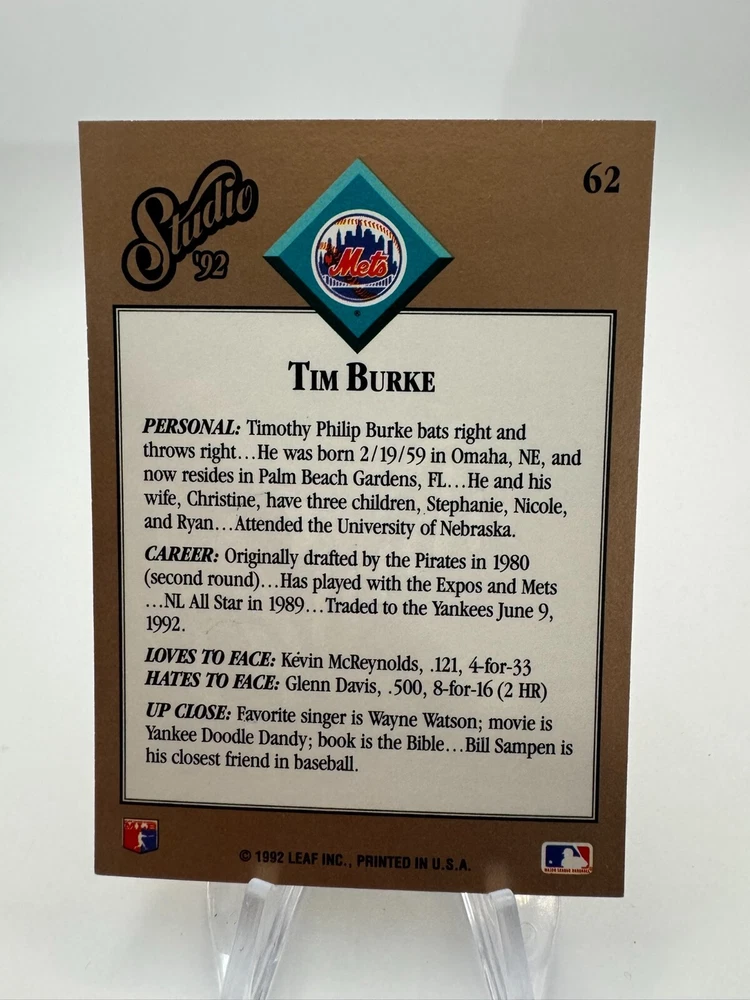 Studio
'92
62
Mets
TIM BURKE
PERSONAL: Timothy Philip Burke bats right and
throws right...He was born 2/19/59 in Omaha, NE, and
now resides in Palm Beach Gardens, FL...He and his
wife, Christine, have three children, Stephanie, Nicole,
and Ryan...Attended the University of Nebraska.
CAREER: Originally drafted by the Pirates in 1980
(second round)...Has played with the Expos and Mets
...NL All Star in 1989...Traded to the Yankees June 9,
1992.
LOVES TO FACE: Kevin McReynolds, .121, 4-for-33
HATES TO FACE: Glenn Davis, .500, 8-for-16 (2 HR)
UP CLOSE: Favorite singer is Wayne Watson; movie is
Yankee Doodle Dandy; book is the Bible...Bill Sampen is
his closest friend in baseball.
© 1992 LEAF INC., PRINTED IN U.S.A.
MAJOR LEAGUE BASEBALL